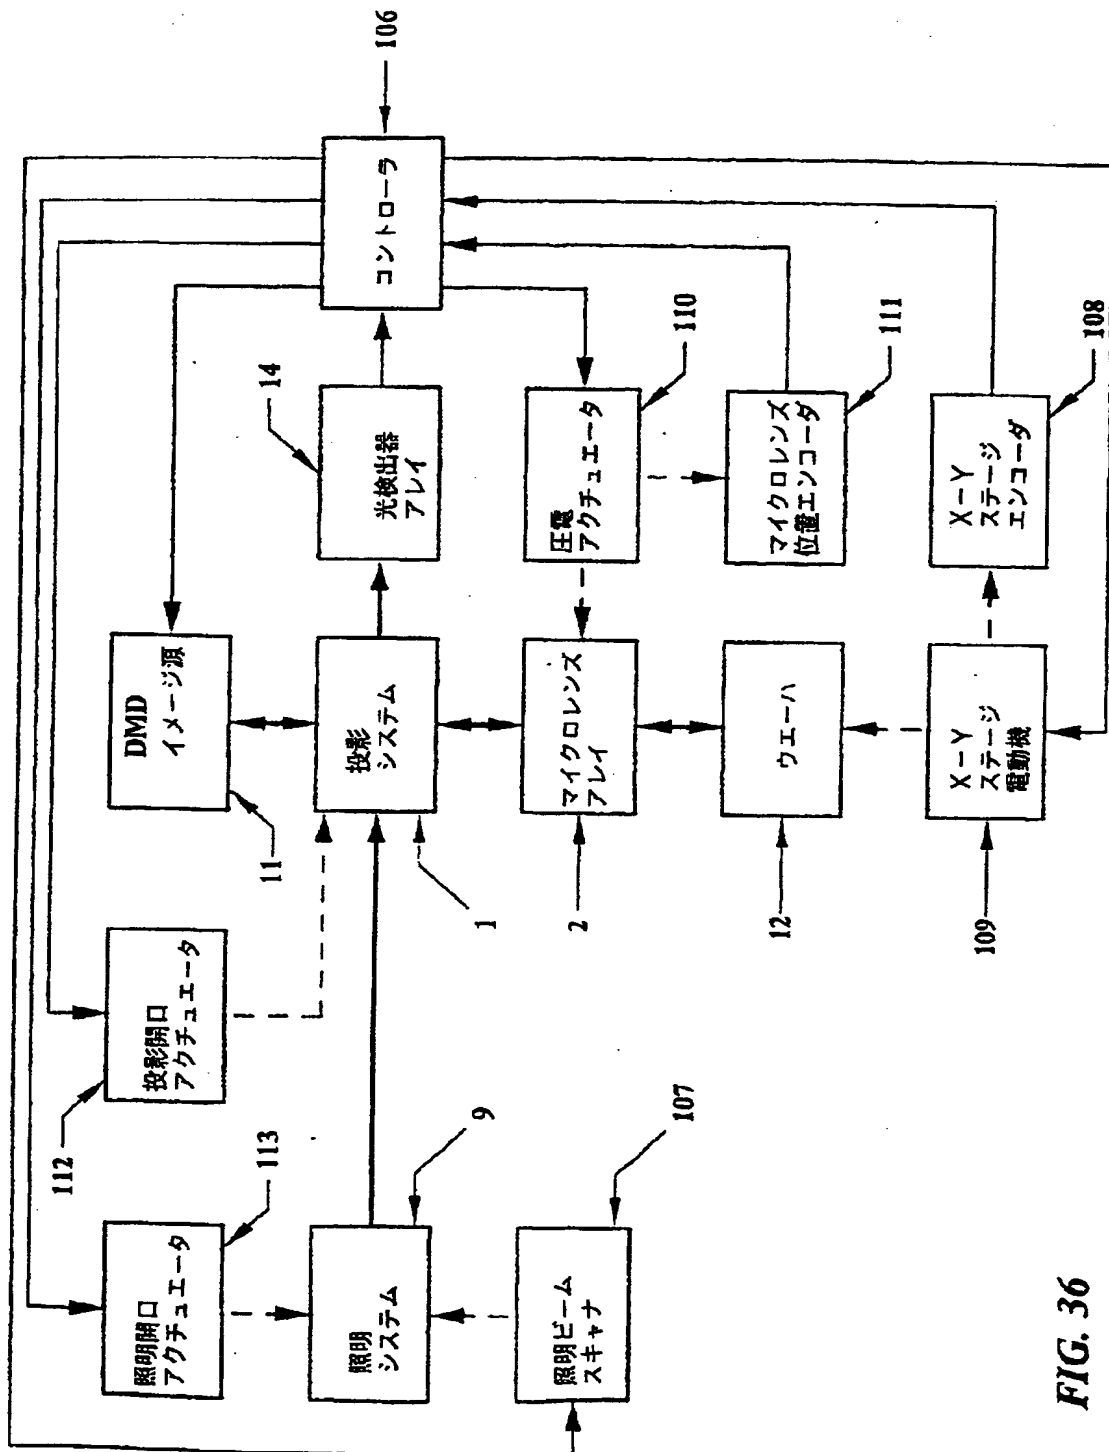 112
照明開口
アクチュエータ
投影開口
アクチュエータ
DMD
イメージ源
113
11
14
照明
システム
投影
システム
光検出器
アレイ
コントローラ
106
9
1
照明ビーム
スキャナ
マイクロレンズ
アレイ
圧電
アクチュエータ
2
107
110
ウエーハ
マイクロレンズ
位置エンコーダ
12
111
X−Y
ステージ
電動機
X−Y
ステージ
エンコーダ
109
108
FIG. 36